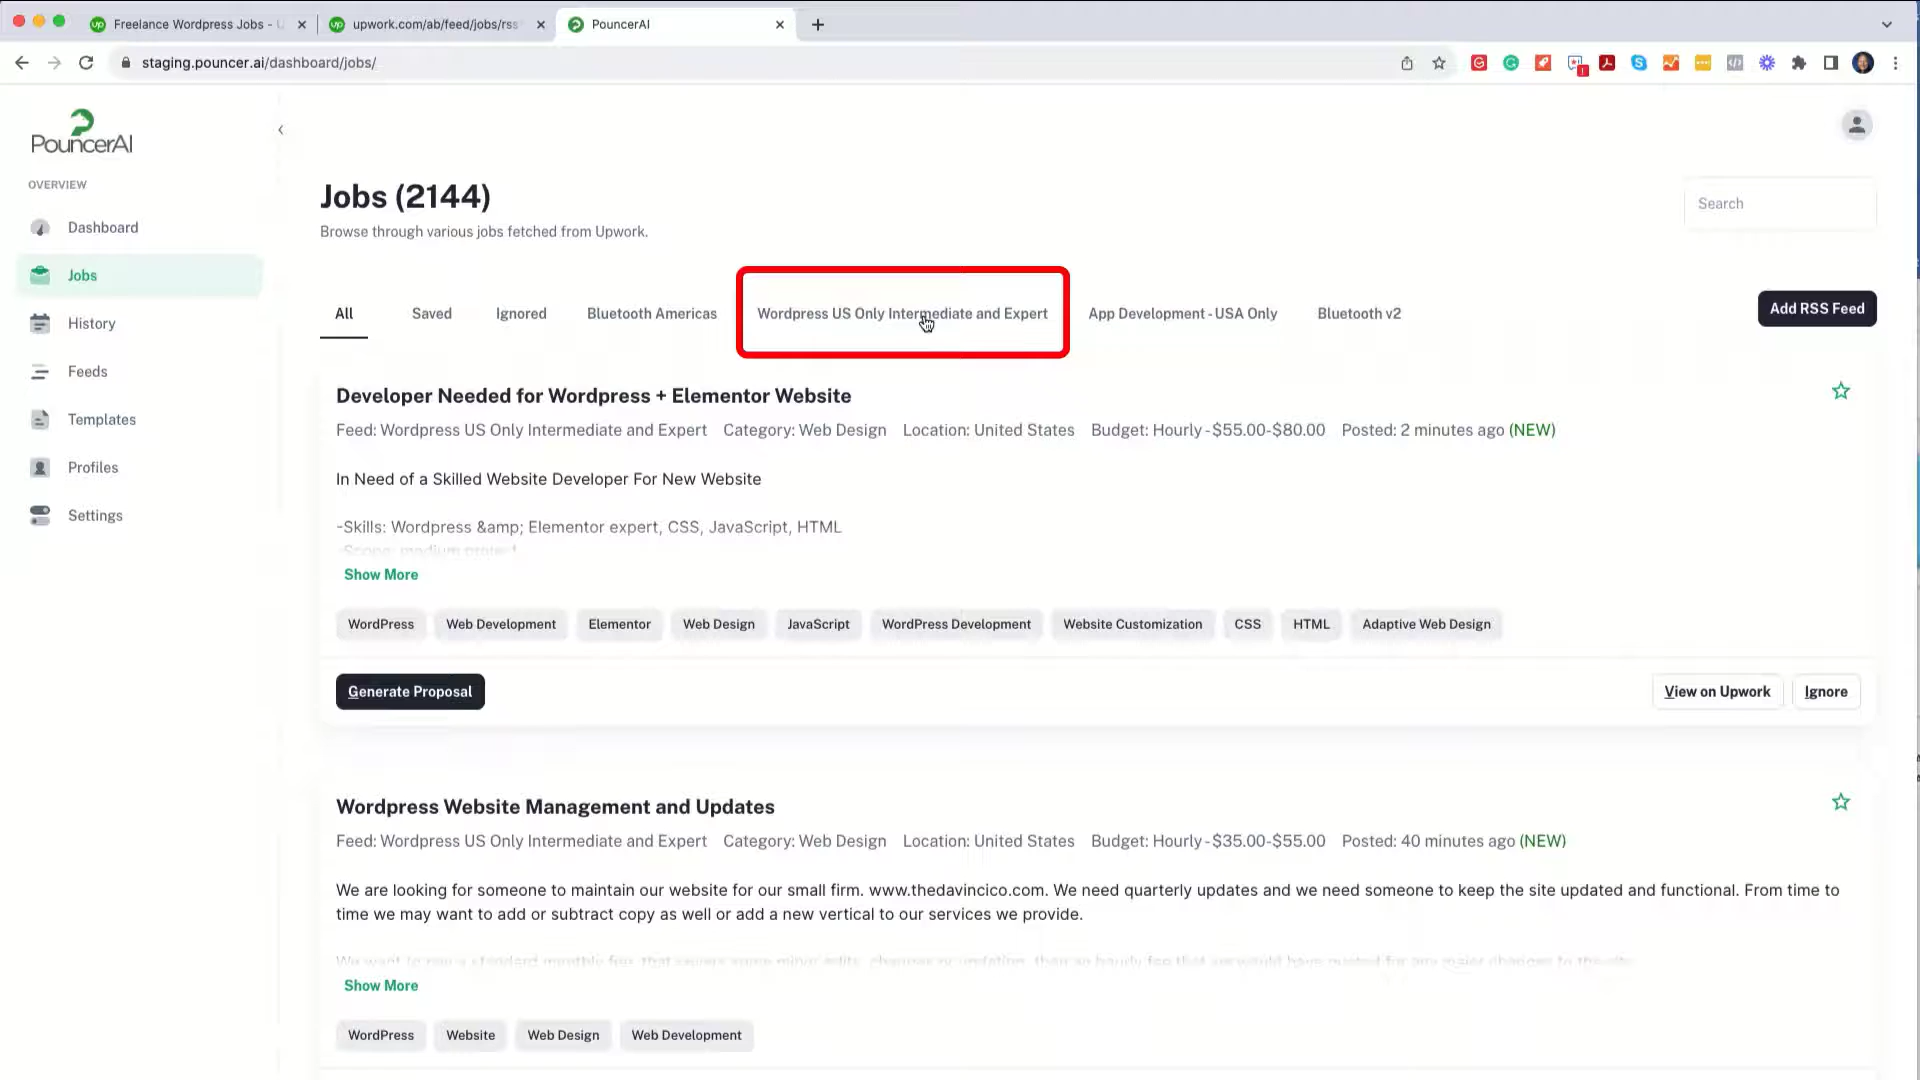 Freelance Wordpress Jobs -
upwork.com/ab/feed/jobs/rss
PouncerAI
staging.pouncer.ai/dashboard/jobs/
PouncerAI
OVERVIEW
Dashboard
Jobs
History
Feeds
Templates
Profiles
Settings
Jobs (2144)
Browse through various jobs fetched from Upwork.
Search
All
Saved
Ignored
Bluetooth Americas
Wordpress US Only Intermediate and Expert
App Development - USA Only
Bluetooth v2
Add RSS Feed
Developer Needed for Wordpress + Elementor Website
Feed: Wordpress US Only Intermediate and Expert Category: Web Design Location: United States Budget: Hourly - $55.00-$80.00 Posted: 2 minutes ago (NEW)
In Need of a Skilled Website Developer For New Website
-Skills: Wordpress &amp; Elementor expert, CSS, JavaScript, HTML
-Scope: medium project
Show More
WordPress Web Development Elementor Web Design JavaScript WordPress Development Website Customization CSS HTML Adaptive Web Design
Generate Proposal
View on Upwork
Ignore
Wordpress Website Management and Updates
Feed: Wordpress US Only Intermediate and Expert Category: Web Design Location: United States Budget: Hourly - $35.00-$55.00 Posted: 40 minutes ago (NEW)
We are looking for someone to maintain our website for our small firm. www.thedavincico.com. We need quarterly updates and we need someone to keep the site updated and functional. From time to
time we may want to add or subtract copy as well or add a new vertical to our services we provide.
Show More
WordPress Website Web Design Web Development